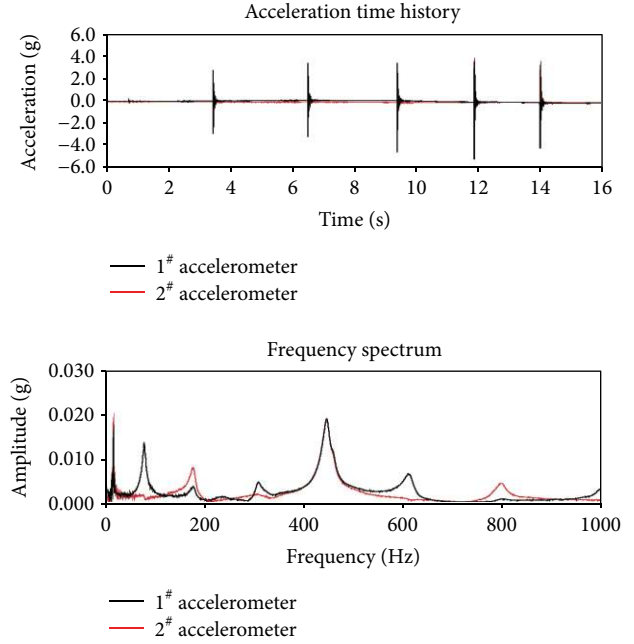 Acceleration time history
Acceleration (g)
6.0
4.0
2.0
0.0
−2.0
−4.0
−6.0
0 2 4 6 8 10 12 14 16
Time (s)
1# accelerometer
2# accelerometer
Frequency spectrum
Amplitude (g)
0.030
0.020
0.010
0.000
0 200 400 600 800 1000
Frequency (Hz)
1# accelerometer
2# accelerometer